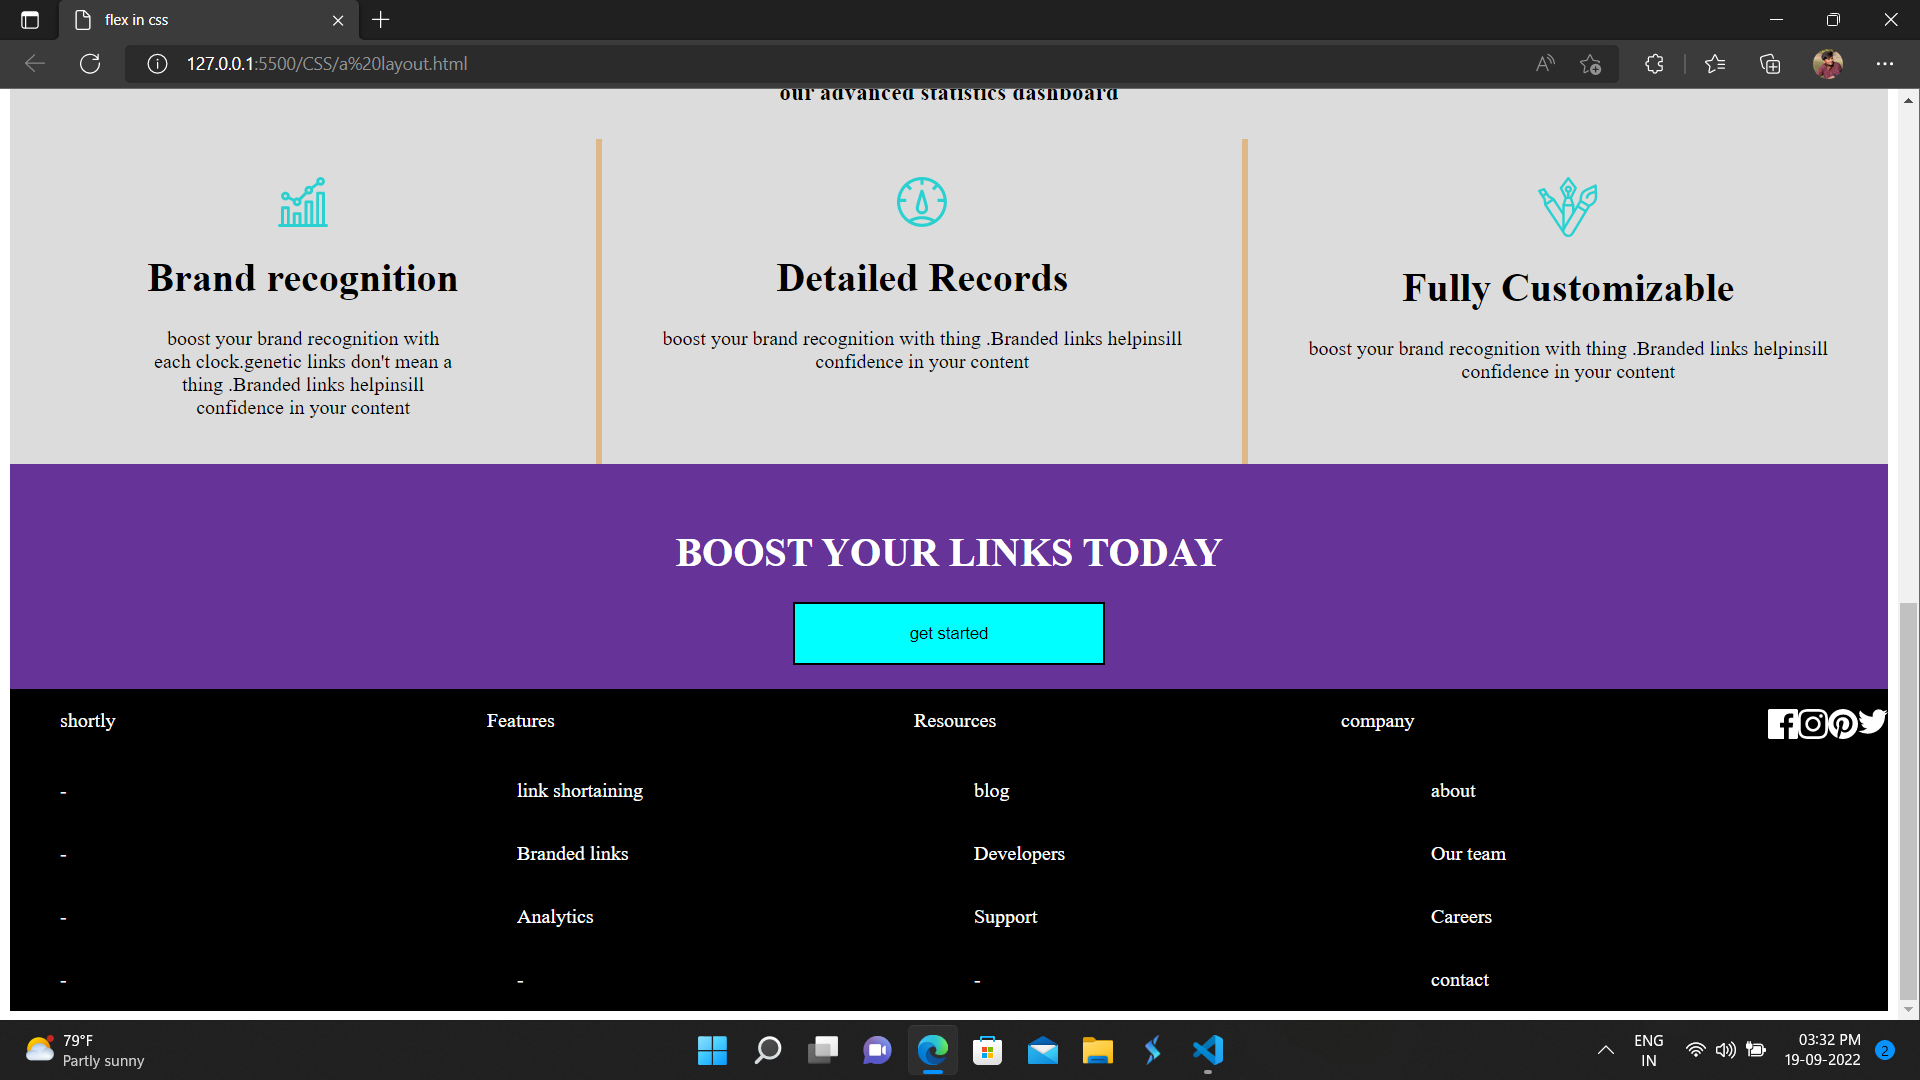 flex in css
127.0.0.1:5500/CSS/a%20layout.html
our advanced statistics dashboard
Brand recognition
boost your brand recognition with
each clock.genetic links don't mean a
thing .Branded links helpinsill
confidence in your content
Detailed Records
boost your brand recognition with thing .Branded links helpinsill
confidence in your content
Fully Customizable
boost your brand recognition with thing .Branded links helpinsill
confidence in your content
BOOST YOUR LINKS TODAY
get started
shortly Features Resources company
- link shortaining blog about
- Branded links Developers Our team
- Analytics Support Careers
- - - contact
79°F
Partly sunny
ENG
IN
03:32 PM
19-09-2022
2